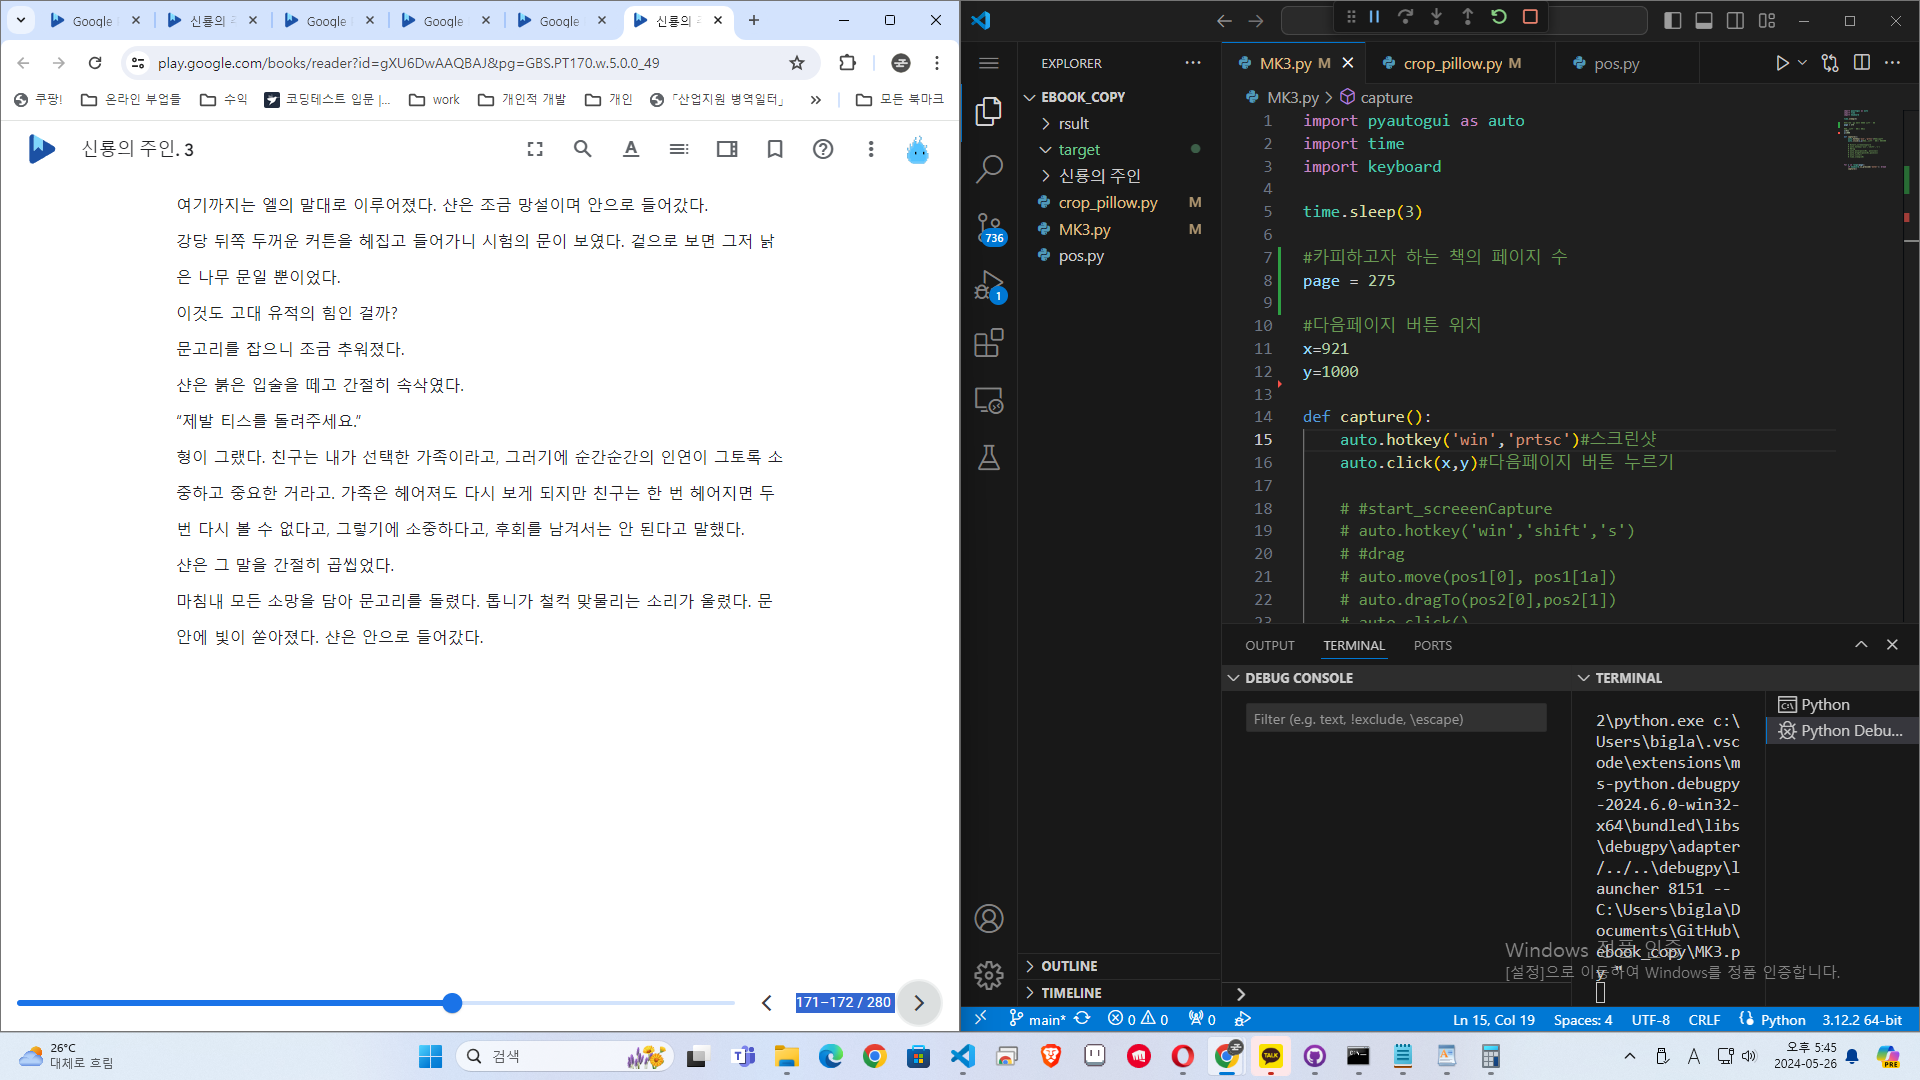 Google
신룡의 주
Google
Google
Google
신룡의 
play.google.com/books/reader?id=gXU6DwAAQBAJ&pg=GBS.PT170.w.5.0.0_49
쿠팡!
온라인 부업들
수익
코딩테스트 입문 |...
work
개인적 개발
개인
「산업지원 병역일터」
»
모든 북마크
신룡의 주인. 3
여기까지는 엘의 말대로 이루어졌다. 샨은 조금 망설이며 안으로 들어갔다.
강당 뒤쪽 두꺼운 커튼을 헤집고 들어가니 시험의 문이 보였다. 겉으로 보면 그저 낡
은 나무 문일 뿐이었다.
이것도 고대 유적의 힘인 걸까?
문고리를 잡으니 조금 추워졌다.
샨은 붉은 입술을 떼고 간절히 속삭였다.
“제발 티스를 돌려주세요.”
형이 그랬다. 친구는 내가 선택한 가족이라고, 그러기에 순간순간의 인연이 그토록 소
중하고 중요한 거라고. 가족은 헤어져도 다시 보게 되지만 친구는 한 번 헤어지면 두
번 다시 볼 수 없다고, 그렇기에 소중하다고, 후회를 남겨서는 안 된다고 말했다.
샨은 그 말을 간절히 곱씹었다.
마침내 모든 소망을 담아 문고리를 돌렸다. 톱니가 철컥 맞물리는 소리가 울렸다. 문
안에 빛이 쏟아졌다. 샨은 안으로 들어갔다.
171–172 / 280
EXPLORER
EBOOK_COPY
rsult
target
신룡의 주인
crop_pillow.py M
MK3.py M
pos.py
736
1
OUTLINE
TIMELINE
MK3.py M
crop_pillow.py M
pos.py
MK3.py > capture
1 import pyautogui as auto
2 import time
3 import keyboard
4
5 time.sleep(3)
6
7 #카피하고자 하는 책의 페이지 수
8 page = 275
9
10 #다음페이지 버튼 위치
11 x=921
12 y=1000
13
14 def capture():
15 auto.hotkey('win','prtsc')#스크린샷
16 auto.click(x,y)#다음페이지 버튼 누르기
17
18 # #start_screeenCapture
19 # auto.hotkey('win','shift','s')
20 # #drag
21 # auto.move(pos1[0], pos1[1a])
22 # auto.dragTo(pos2[0],pos2[1])
23 # auto.click()
OUTPUT
TERMINAL
PORTS
DEBUG CONSOLE
Filter (e.g. text, !exclude, \escape)
TERMINAL
2\python.exe c:\
Users\bigla\.vsc
ode\extensions\m
s-python.debugpy
-2024.6.0-win32-
x64\bundled\libs
\debugpy\adapter
/../..\debugpy\l
auncher 8151 --
C:\Users\bigla\D
ocuments\GitHub\
ebook_copy\MK3.p
y "
Python
Python Debu...
Windows 정품 인증
[설정]으로 이동하여 Windows를 정품 인증합니다.
main*
0
0
0
Ln 15, Col 19
Spaces: 4
UTF-8
CRLF
Python
3.12.2 64-bit
26°C
대체로 흐림
검색
TALK
A
오후 5:45
2024-05-26
PRE